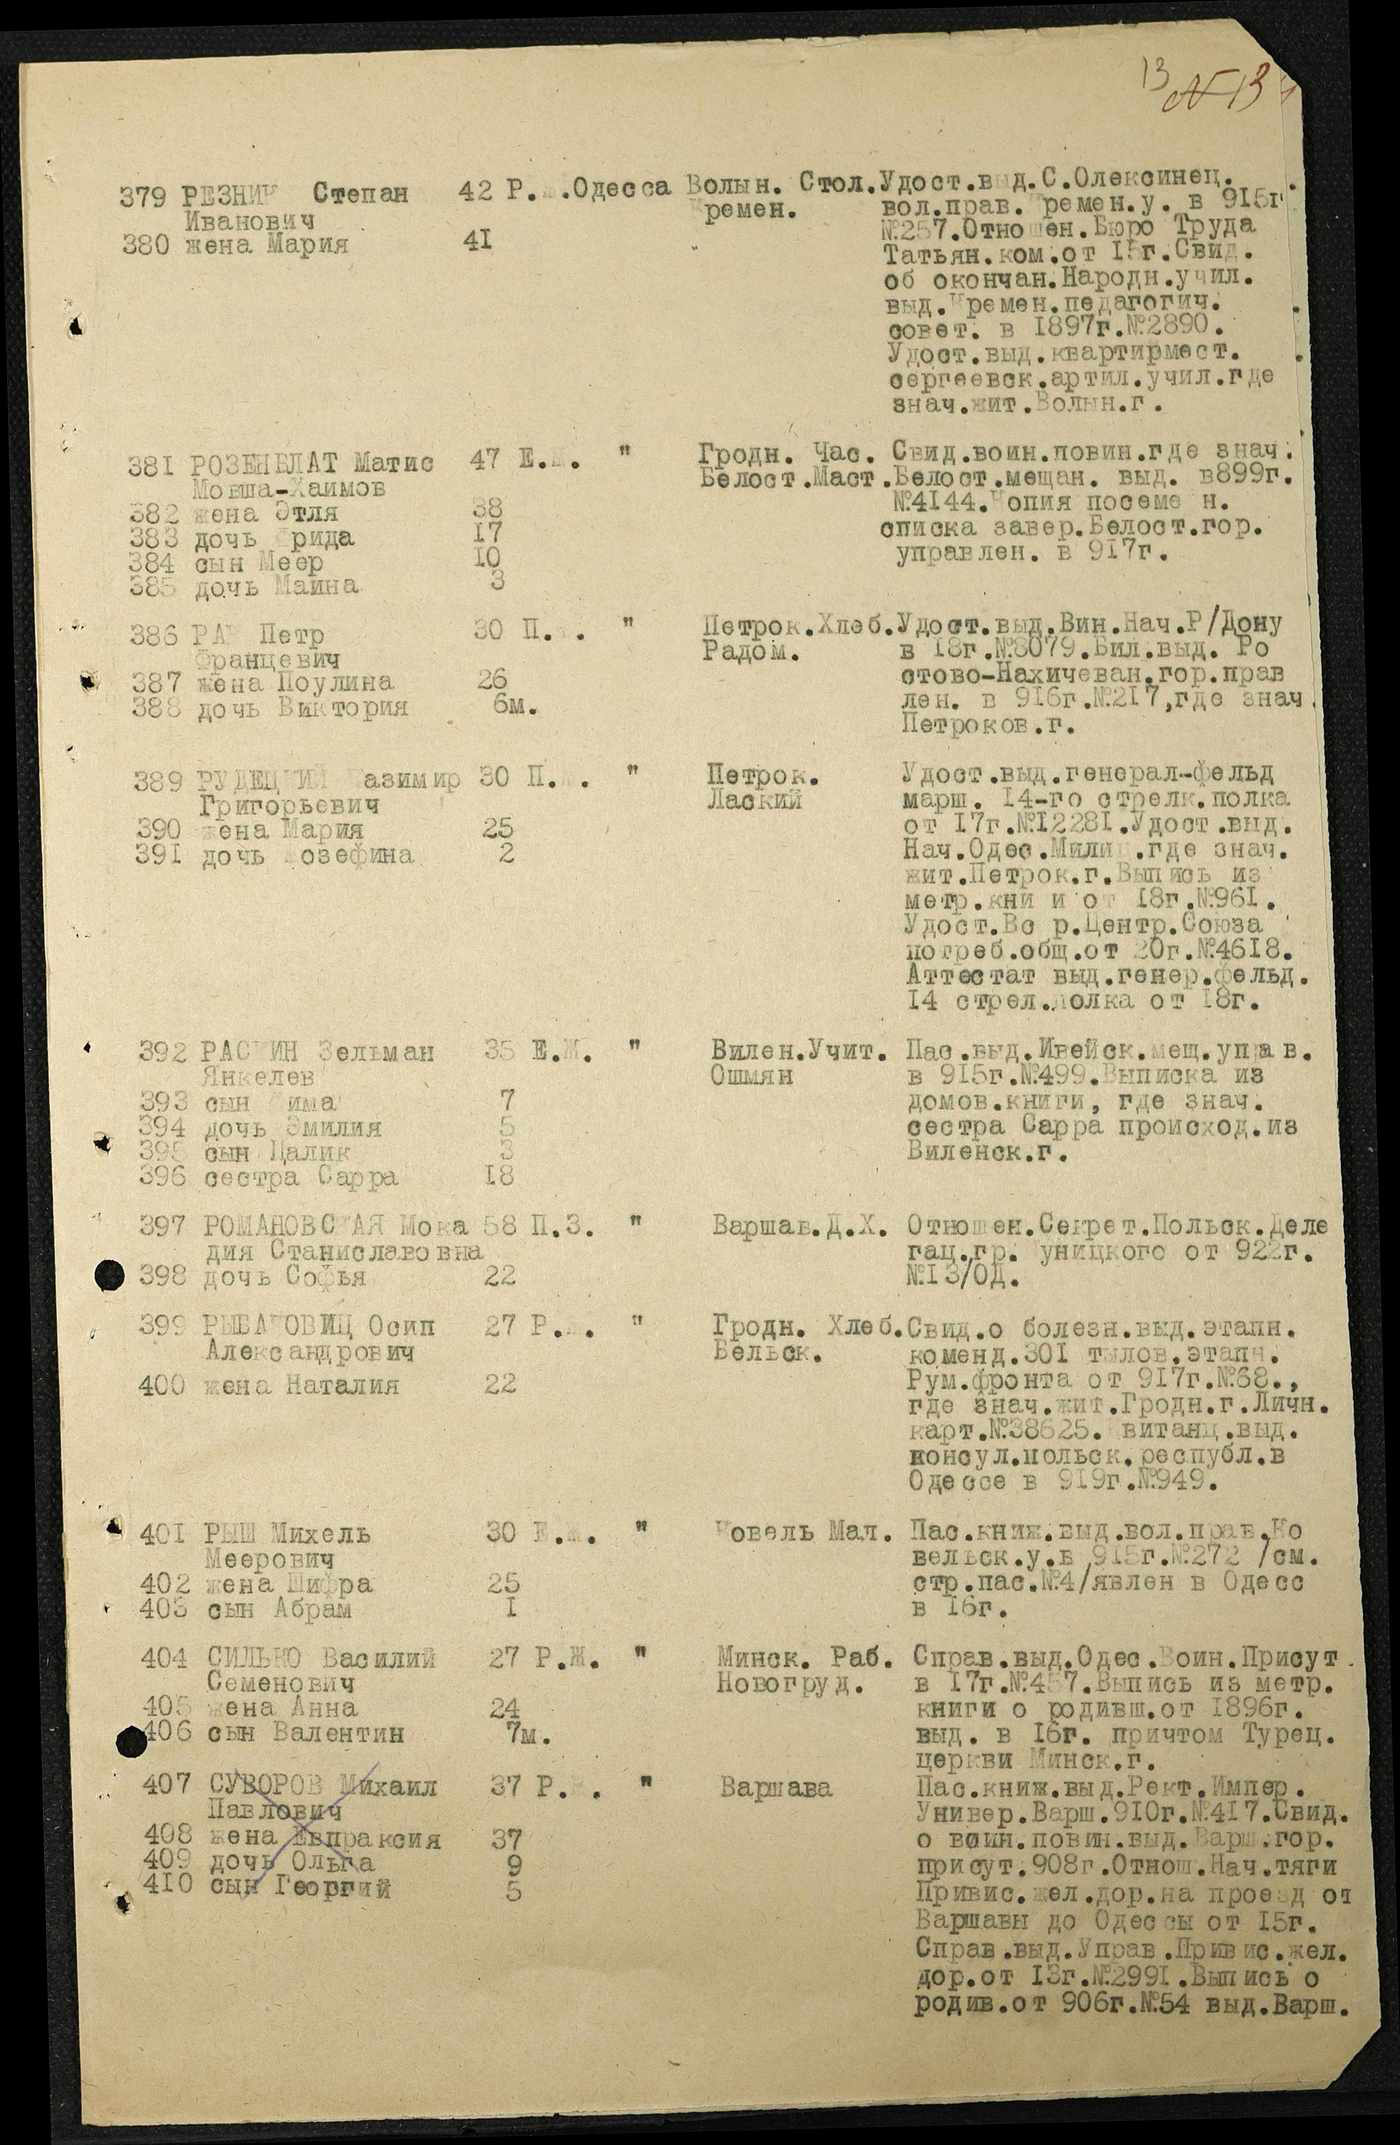 13 № 13
379 РЕЗНИК Степан 42 Р. .Одесса Волын. Стол.Удост.выд.С.Олексинец.
Иванович Кремен. вол.прав.Кремен.у. в 915г
380 жена Мария 41 №257.Отношен.Бюро Труда
Татьян.ком.от 15г.Свид.
об окончан.Народн.учил.
выд.Кремен.педагогич.
совет. в 1897г.№2890.
Удост.выд.квартирмест.
сергеевск.артил.учил.где
знач.жит.Волын.г.
381 РОЗЕНБЛАТ Матис 47 Е.Ж. " Гродн. Час. Свид.воин.повин.где знач.
Мовша-Хаимов Белост.Маст.Белост.мещан. выд. в899г.
382 жена Этля 38 №4144.Копия посемейн.
383 дочь Фрида 17 списка завер.Белост.гор.
384 сын Меер 10 управлен. в 917г.
385 дочь Маина 3
386 Петр 30 П. . " Петрок.Хлеб.Удост.выд.Вин.Нач.Р/Дону
Францевич Радом. в 18г.№8079.Бил.выд. Ро
387 жена Поулина 26 стово-Нахичеван.гор.прав
388 дочь Виктория 6м. лен. в 916г.№217,где знач.
Петроков.г.
389 РУДЕЦКИЙ Казимир 30 П. . " Петрок. Удост.выд.генерал-фельд
Григорьевич Лаский марш. 14-го стрелк.полка
390 жена Мария 25 от 17г.№12281.Удост.выд.
391 дочь Жозефина 2 Нач.Одес.Милиц.где знач.
жит.Петрок.г.Выпись из
метр.книги от 18г.№961.
Удост.Всер.Центр.Союза
потреб.общ.от 20г.№4618.
Аттестат выд.генер.фельд.
14 стрел.полка от 18г.
392 РАСКИН Зельман 35 Е.Ж. " Вилен.Учит. Пас.выд.Ивейск.мещ.управ.
Янкелев Ошмян в 915г.№499.Выписка из
393 сын Фима 7 домов.книги, где знач.
394 дочь Эмилия 5 сестра Сарра происход.из
395 сын Цалик 3 Виленск.г.
396 сестра Сарра 18
397 РОМАНОВСКАЯ Мока 58 П.З. " Варшав.Д.Х. Отношен.Секрет.Польск.Деле
дия Станиславовна гац.гр. уницкого от 922г.
398 дочь Софья 22 №13/ОД.
399 РЫБАКОВИЦ Осип 27 Р. . " Гродн. Хлеб.Свид.о болезн.выд.этапн.
Александрович Бельск. коменд.301 тылов.этапн.
400 жена Наталия 22 Рум.фронта от 917г.№68.,
где знач.жит.Гродн.г.Личн.
карт.№38625.Квитанц.выд.
консул.польск.республ.в
Одессе в 919г.№949.
401 РЫШ Михель 30 Е.Ж. " Ковель Мал. Пас.книж.выд.вол.прав.Ко
Меерович вельск.у.в 915г.№272 /см.
402 жена Шифра 25 стр.пас.№4/явлен в Одесс
403 сын Абрам 1 в 16г.
404 СИЛЬКО Василий 27 Р.Ж. " Минск. Раб. Справ.выд.Одес.Воин.Присут.
Семенович Новогруд. в 17г.№457.Выпись из метр.
405 жена Анна 24 книги о родивш.от 1896г.
406 сын Валентин 7м. выд. в 16г. причтом Турец.
церкви Минск.г.
407 СУВОРОВ Михаил 37 Р. . " Варшава Пас.книж.выд.Рект.Импер.
Павлович Универ.Варш.910г.№417.Свид.
408 жена Евпраксия 37 о воин.повин.выд.Варш.гор.
409 дочь Ольга 9 присут.908г.Отнош.Нач.тяги
410 сын Георгий 5 Привис.жел.дор.на проезд от
Варшавы до Одессы от 15г.
Справ.выд.Управ.Привис.жел.
дор.от 13г.№2991.Выпись о
родив.от 906г.№54 выд.Варш.